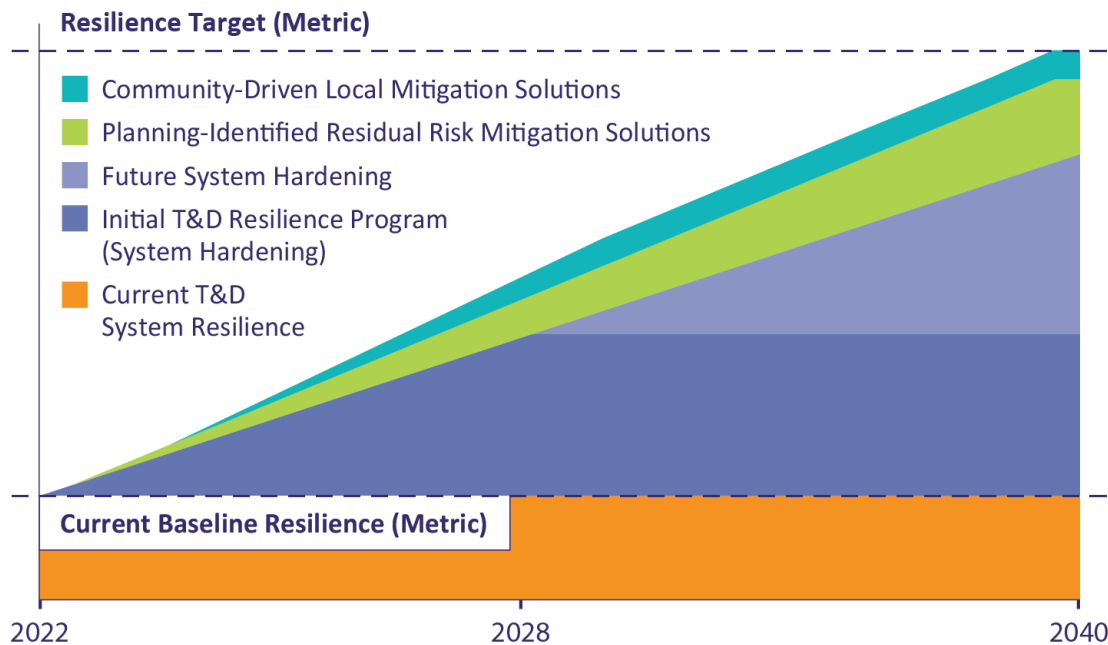 Resilience Target (Metric)
Community-Driven Local Mitigation Solutions
Planning-Identified Residual Risk Mitigation Solutions
Future System Hardening
Initial T&D Resilience Program
(System Hardening)
Current T&D
System Resilience
Current Baseline Resilience (Metric)
2022
2028
2040